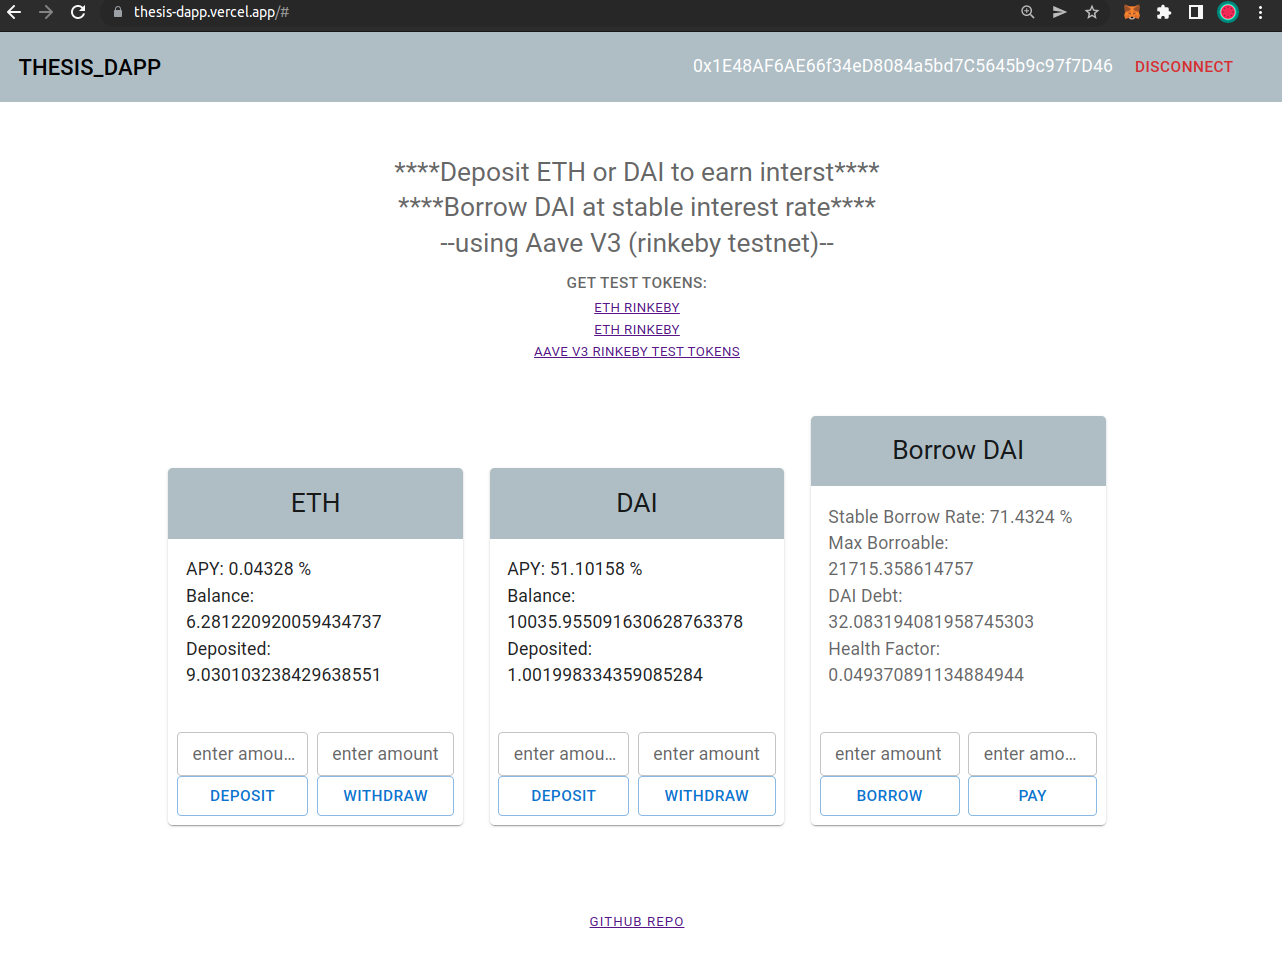 thesis-dapp.vercel.app/#
THESIS_DAPP
0x1E48AF6AE66f34eD8084a5bd7C5645b9c97f7D46
DISCONNECT
****Deposit ETH or DAI to earn interst****
****Borrow DAI at stable interest rate****
--using Aave V3 (rinkeby testnet)--
GET TEST TOKENS:
ETH RINKEBY
ETH RINKEBY
AAVE V3 RINKEBY TEST TOKENS
ETH
APY: 0.04328 %
Balance:
6.281220920059434737
Deposited:
9.030103238429638551
enter amou...
enter amount
DEPOSIT
WITHDRAW
DAI
APY: 51.10158 %
Balance:
10035.955091630628763378
Deposited:
1.001998334359085284
enter amou...
enter amount
DEPOSIT
WITHDRAW
Borrow DAI
Stable Borrow Rate: 71.4324 %
Max Borroable:
21715.358614757
DAI Debt:
32.083194081958745303
Health Factor:
0.049370891134884944
enter amount
enter amo...
BORROW
PAY
GITHUB REPO